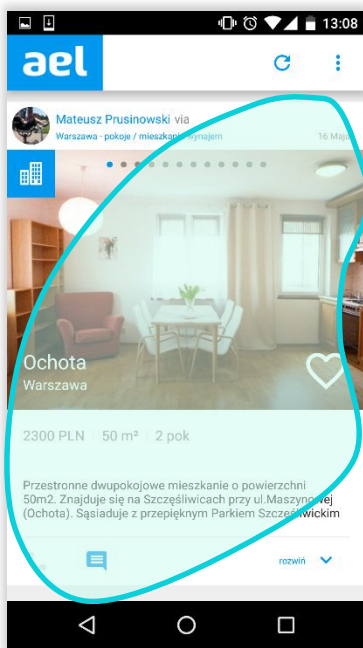 13:08
ael
Mateusz Prusinowski via
Warszawa - pokoje / mieszkania wynajem
16 Maja
Ochota
Warszawa
2300 PLN 50 m² 2 pok
Przestronne dwupokojowe mieszkanie o powierzchni
50m2. Znajduje się na Szczęśliwicach przy ul.Maszynowej
(Ochota). Sąsiaduje z przepięknym Parkiem Szczęśliwickim
rozwiń